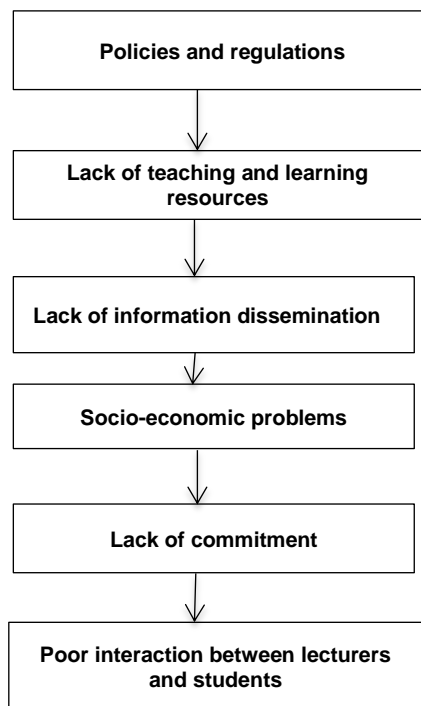 Policies and regulations
Lack of teaching and learning
resources
Lack of information dissemination
Socio-economic problems
Lack of commitment
Poor interaction between lecturers
and students